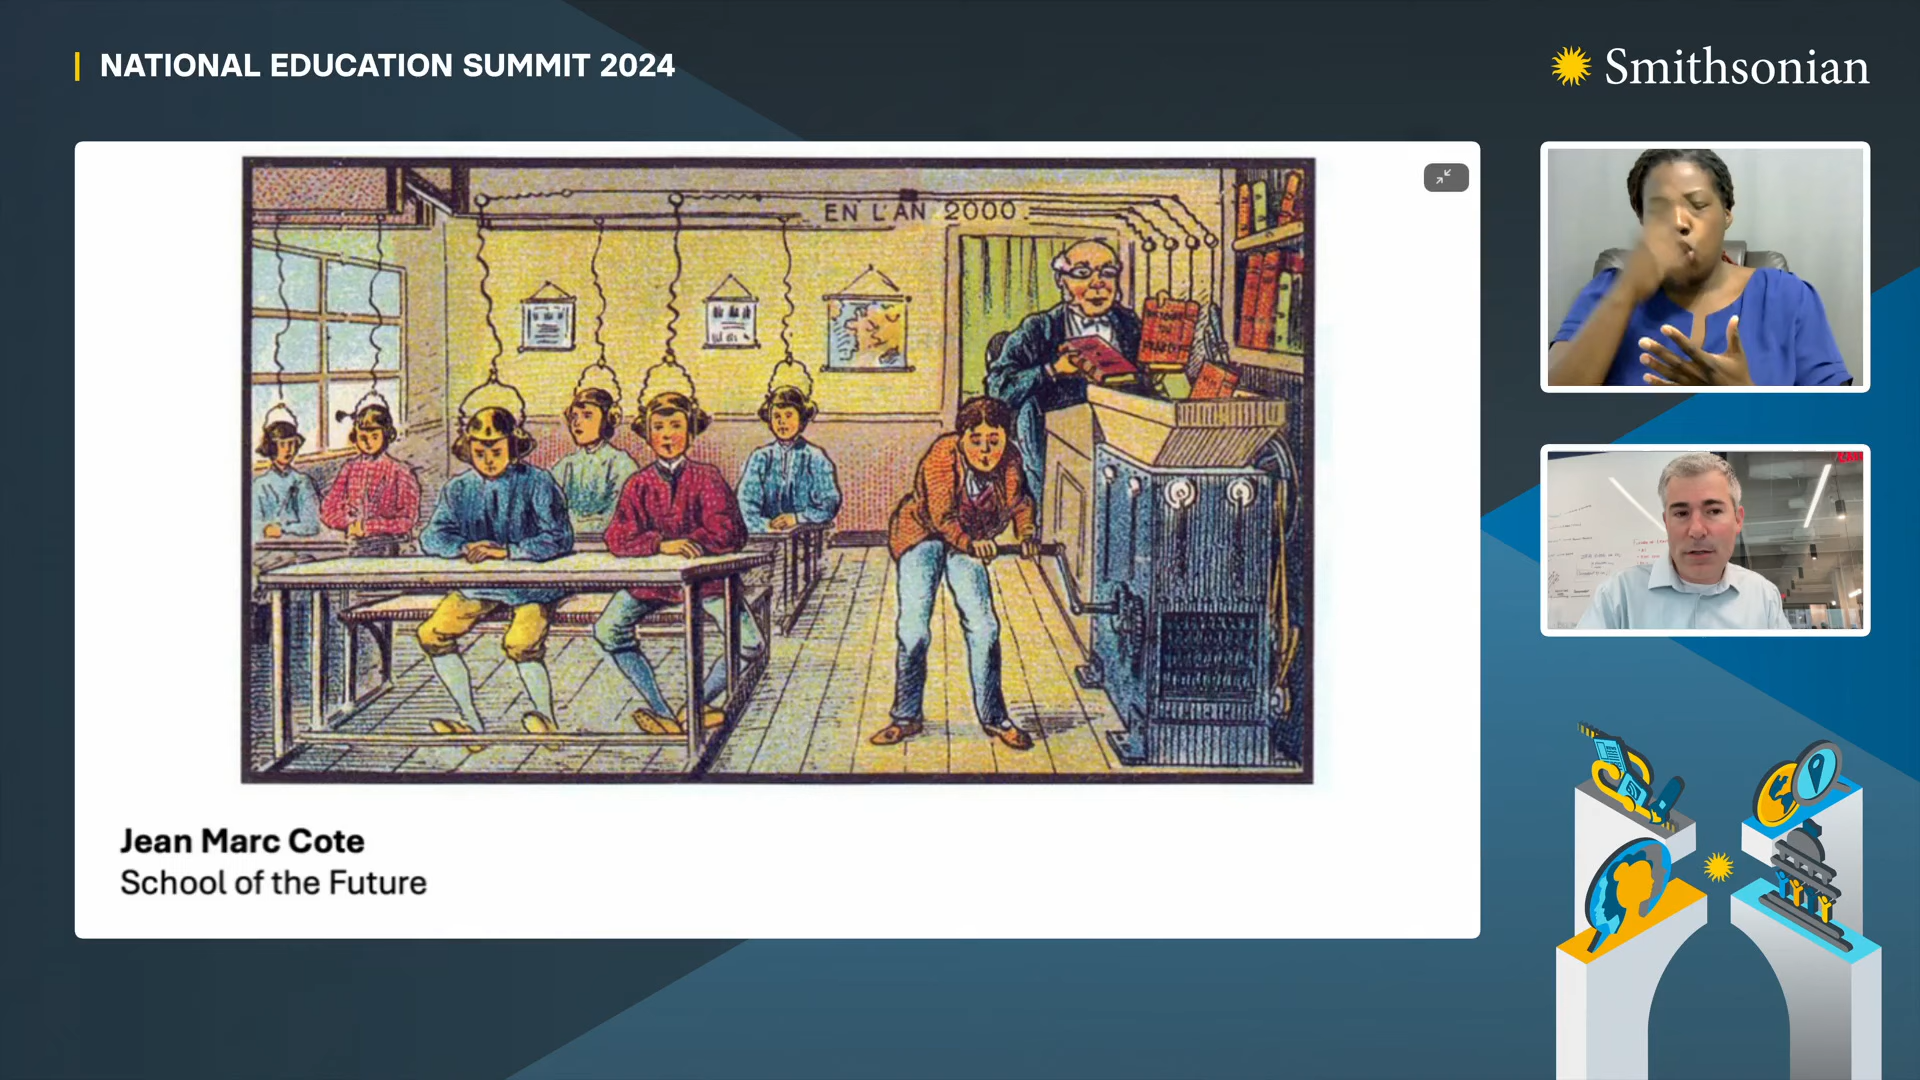 NATIONAL EDUCATION SUMMIT 2024
Smithsonian
EN L'AN 2000.
Jean Marc Cote
School of the Future